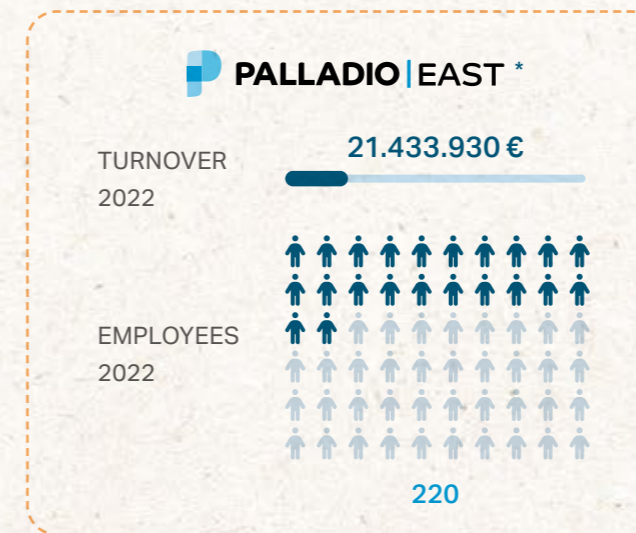 PALLADIO|EAST *
TURNOVER
2022
21.433.930 €
EMPLOYEES
2022
220